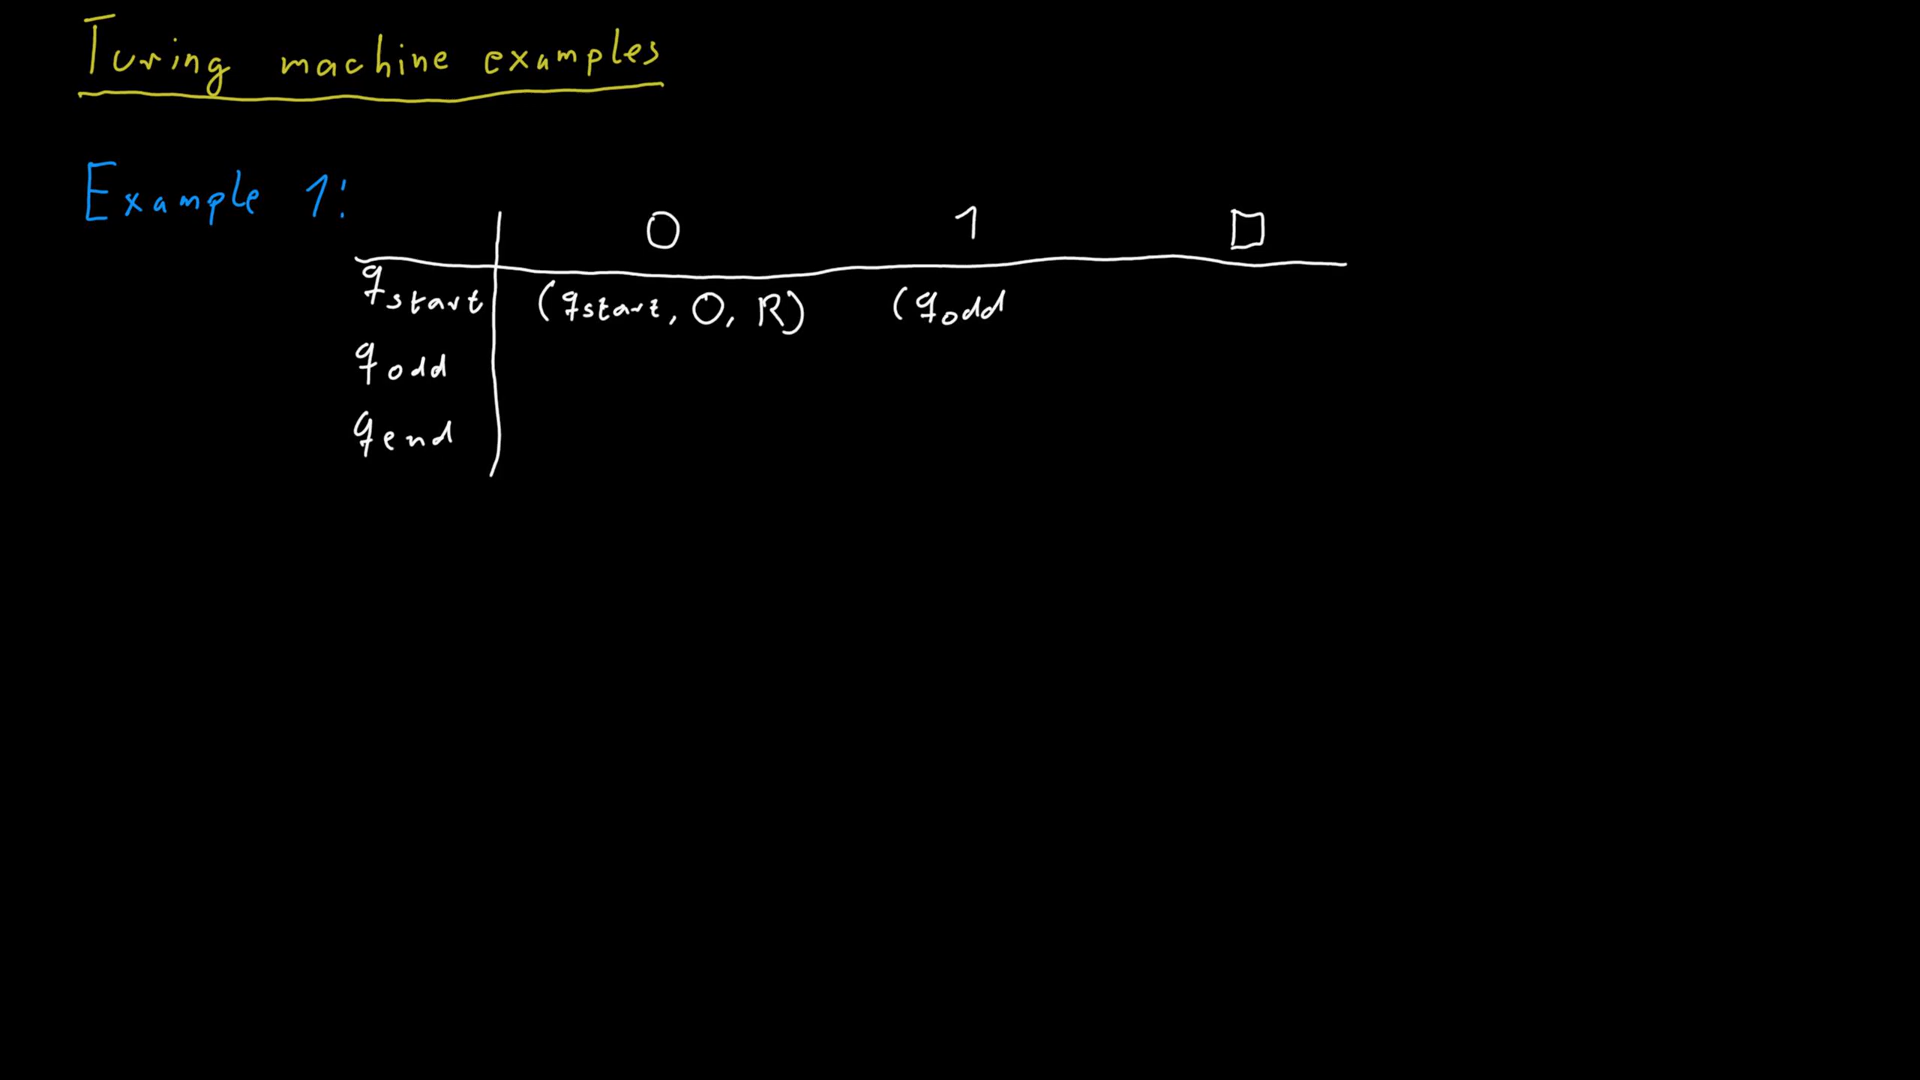 Turing machine examples
Example 1:
0 1 □
q_start (q_start, 0, R) (q_odd
q_odd
q_end